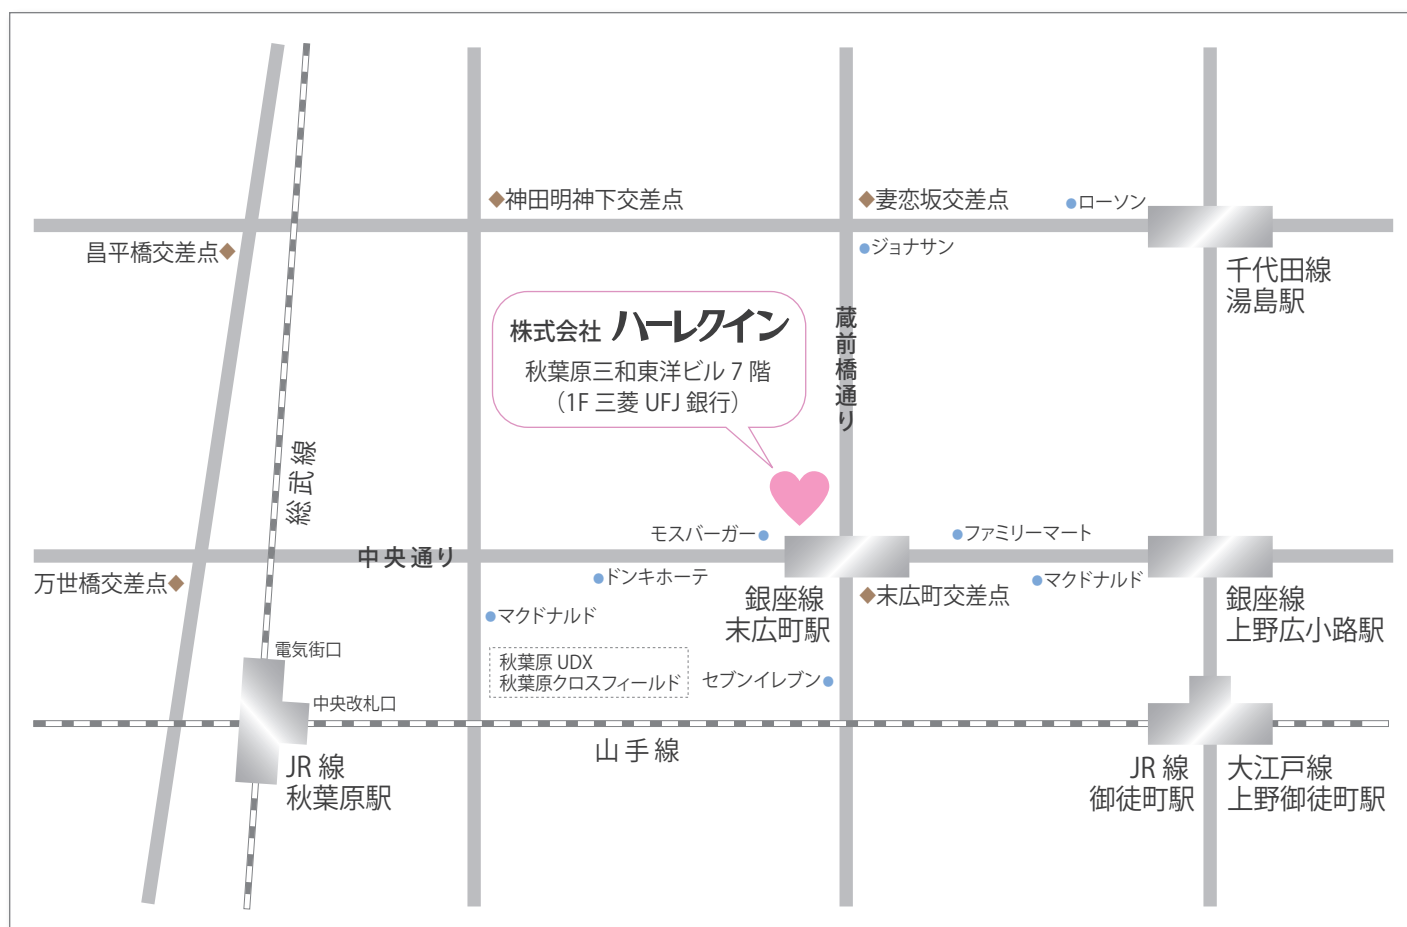 神田明神下交差点
妻恋坂交差点
ローソン
昌平橋交差点
ジョナサン
千代田線
湯島駅
株式会社 ハーレクイン
秋葉原三和東洋ビル 7 階
（1F 三菱 UFJ 銀行）
蔵前橋通り
総武線
モスバーガー
ファミリーマート
中央通り
万世橋交差点
ドンキホーテ
マクドナルド
銀座線
末広町駅
末広町交差点
マクドナルド
銀座線
上野広小路駅
電気街口
中央改札口
秋葉原 UDX
秋葉原クロスフィールド
セブンイレブン
山手線
JR 線
秋葉原駅
JR 線
御徒町駅
大江戸線
上野御徒町駅